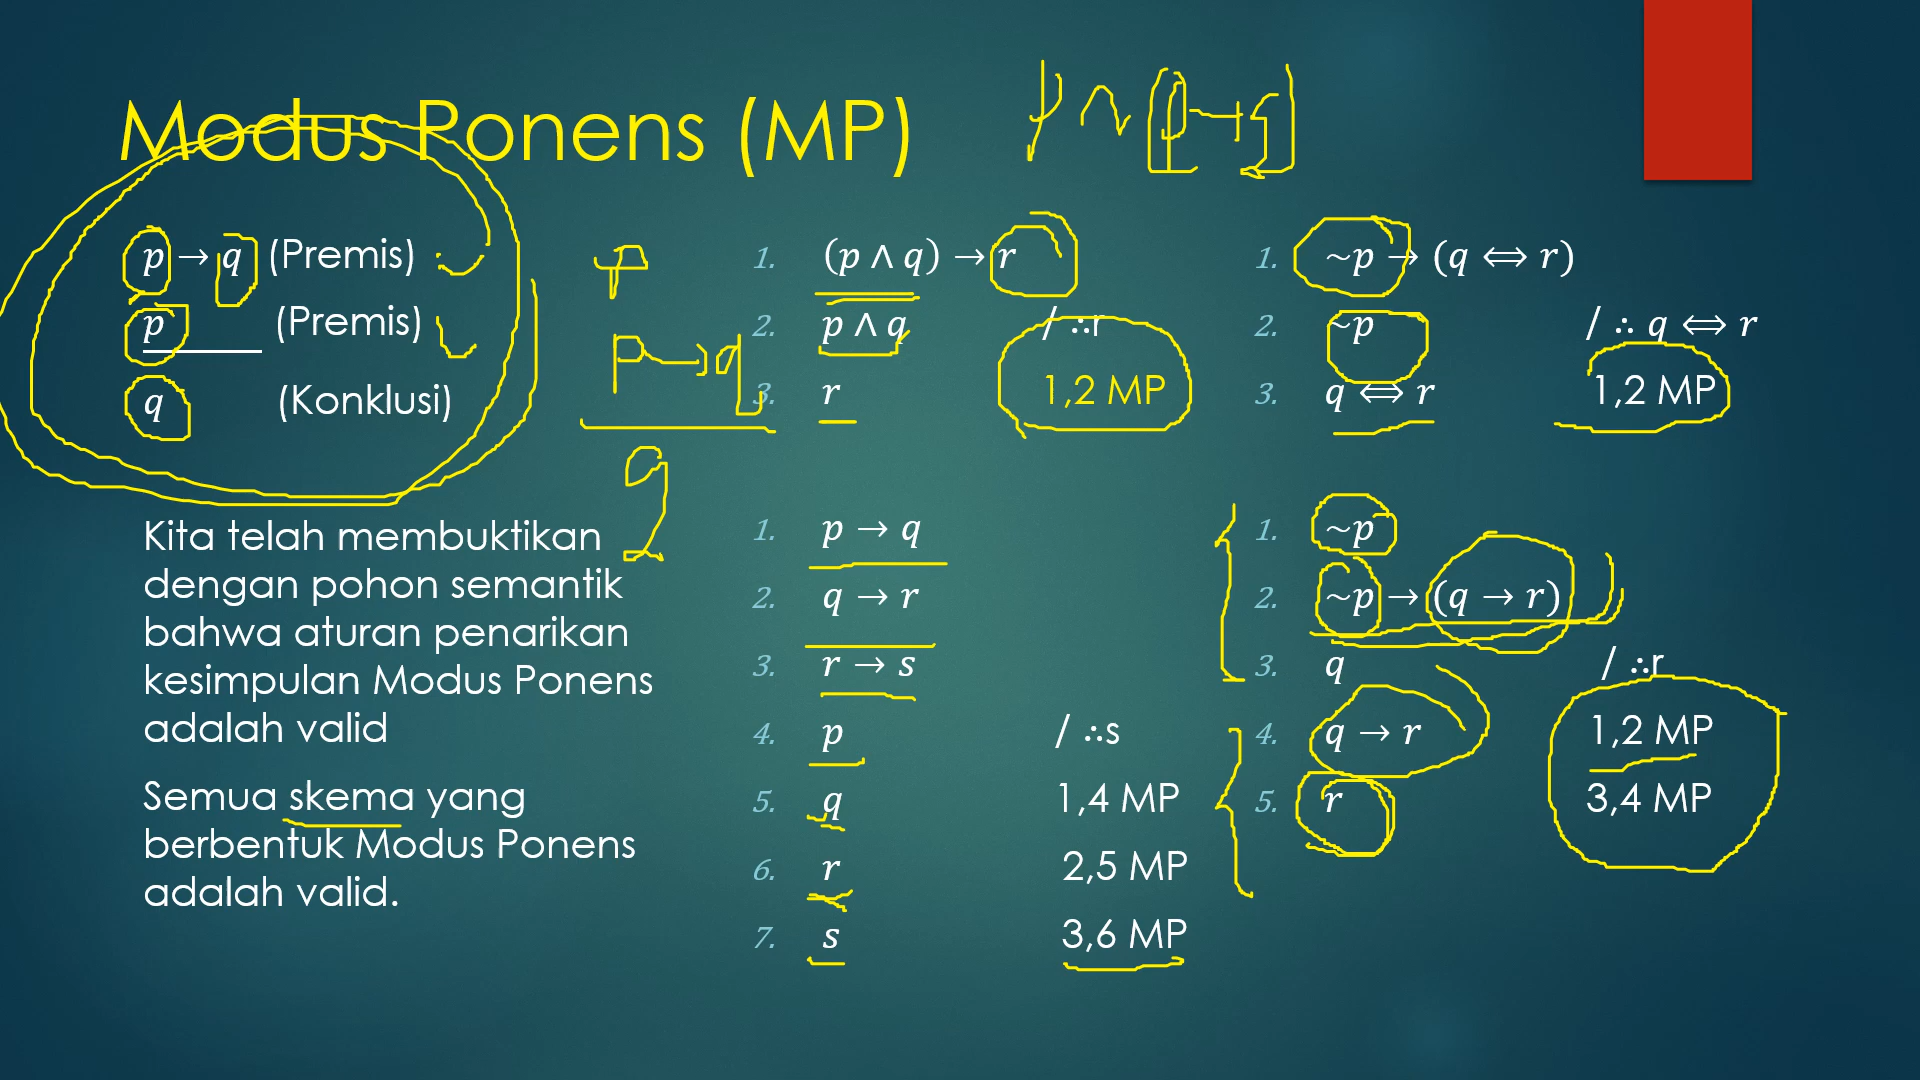 Modus Ponens (MP)
p ∧ [p → q]
p → q (Premis)
p (Premis)
q (Konklusi)
p
p → q
q
Kita telah membuktikan
dengan pohon semantik
bahwa aturan penarikan
kesimpulan Modus Ponens
adalah valid
Semua skema yang
berbentuk Modus Ponens
adalah valid.
1. (p ∧ q) → r
2. p ∧ q / ∴r
3. r 1,2 MP
1. p → q
2. q → r
3. r → s
4. p / ∴s
5. q 1,4 MP
6. r 2,5 MP
7. s 3,6 MP
1. ~p → (q ⟺ r)
2. ~p / ∴ q ⟺ r
3. q ⟺ r 1,2 MP
1. ~p
2. ~p → (q → r)
3. q / ∴r
4. q → r 1,2 MP
5. r 3,4 MP